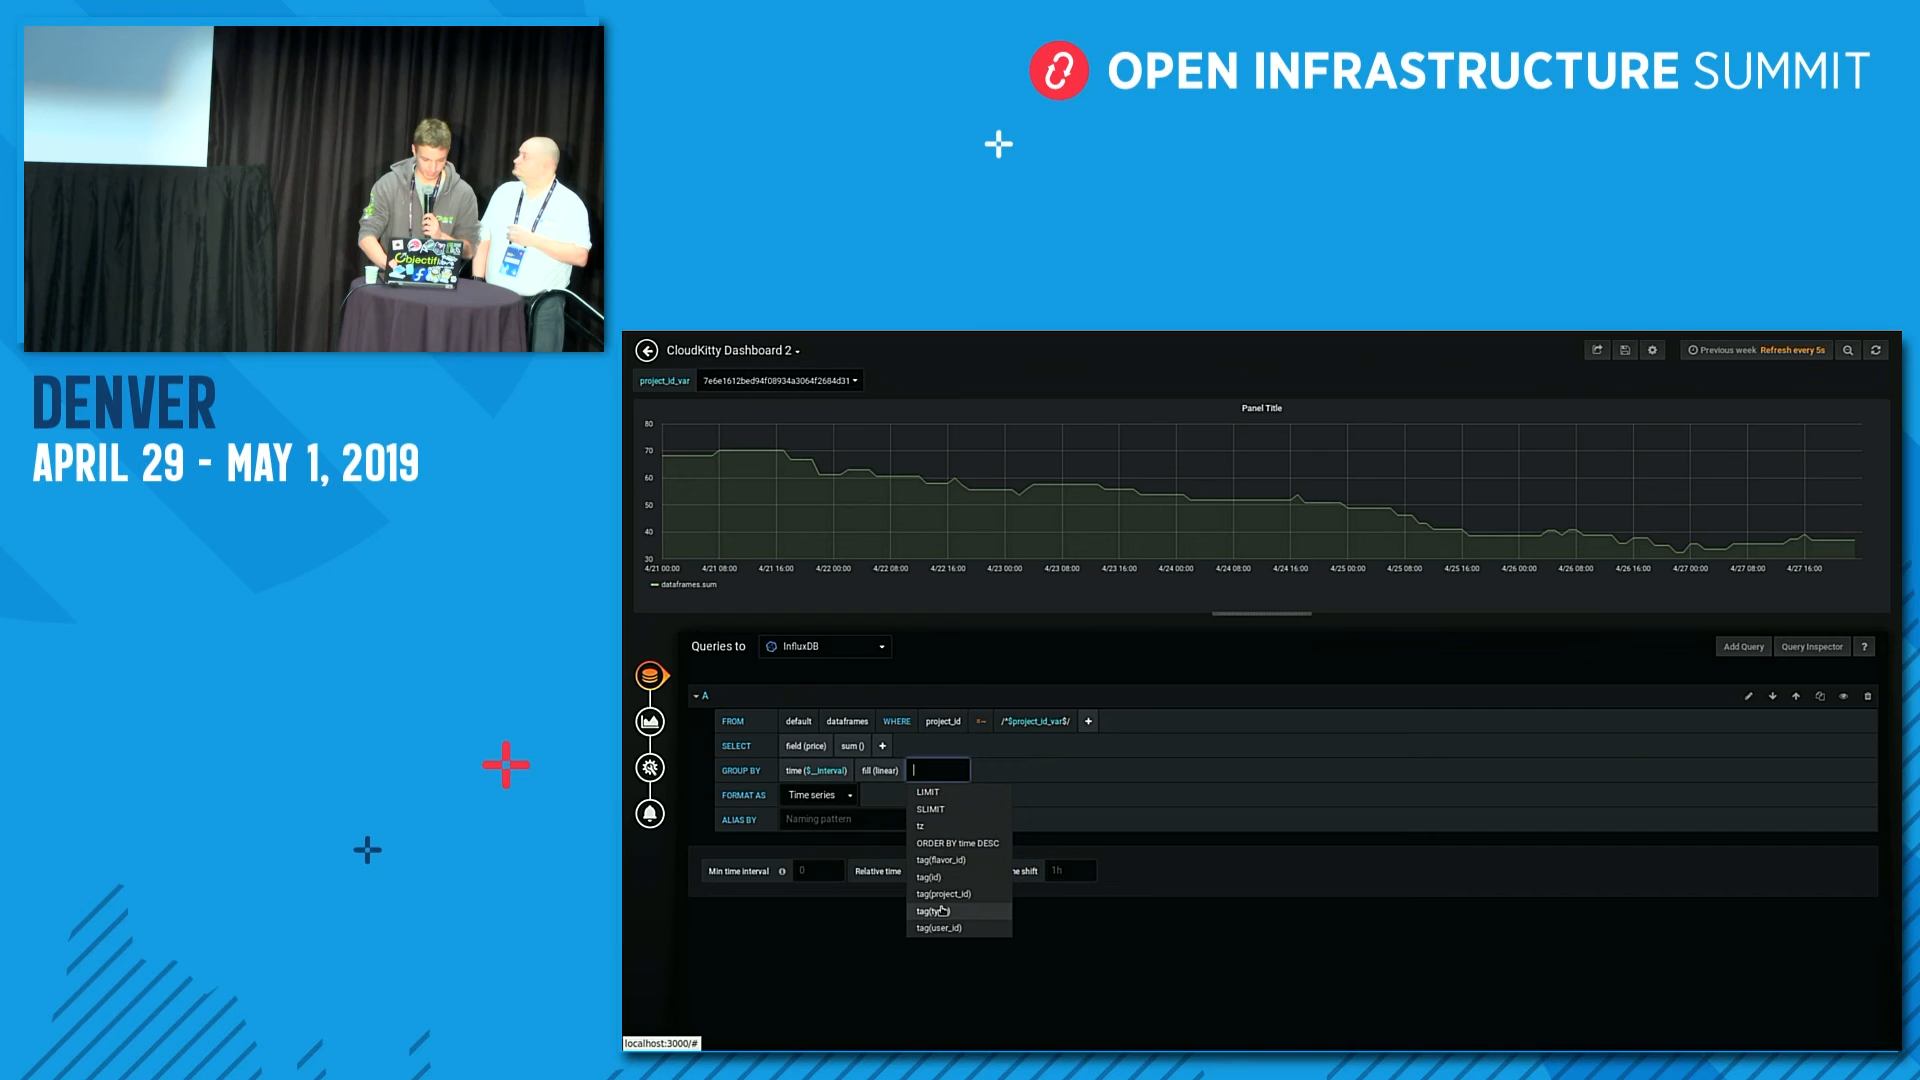 OPEN INFRASTRUCTURE SUMMIT
Objectif
DENVER
APRIL 29 - MAY 1, 2019
CloudKitty Dashboard 2
Previous week Refresh every 5s
project_id_var 7e6e1612bed94f08934a3064f2684d31
Panel Title
80
70
60
50
40
30
4/21 00:00 4/21 08:00 4/21 16:00 4/22 00:00 4/22 08:00 4/22 16:00 4/23 00:00 4/23 08:00 4/23 16:00 4/24 00:00 4/24 08:00 4/24 16:00 4/25 00:00 4/25 08:00 4/25 16:00 4/26 00:00 4/26 08:00 4/26 16:00 4/27 00:00 4/27 08:00 4/27 16:00
dataframes.sum
Queries to InfluxDB Add Query Query Inspector ?
A
FROM default dataframes WHERE project_id =~ /^$project_id_var$/ +
SELECT field (price) sum () +
GROUP BY time ($__interval) fill (linear)
FORMAT AS Time series
ALIAS BY Naming pattern
LIMIT
SLIMIT
tz
ORDER BY time DESC
tag(flavor_id)
tag(id)
tag(project_id)
tag(user_id)
Min time interval 0 Relative time shift 1h
localhost:3000/#